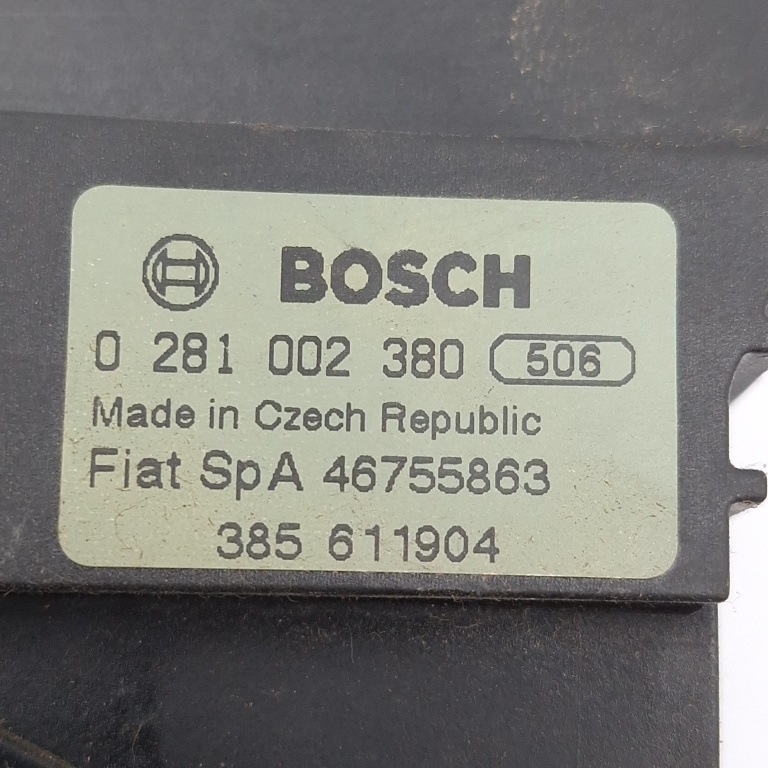 BOSCH
0 281 002 380 506
Made in Czech Republic
Fiat SpA 46755863
385 611904